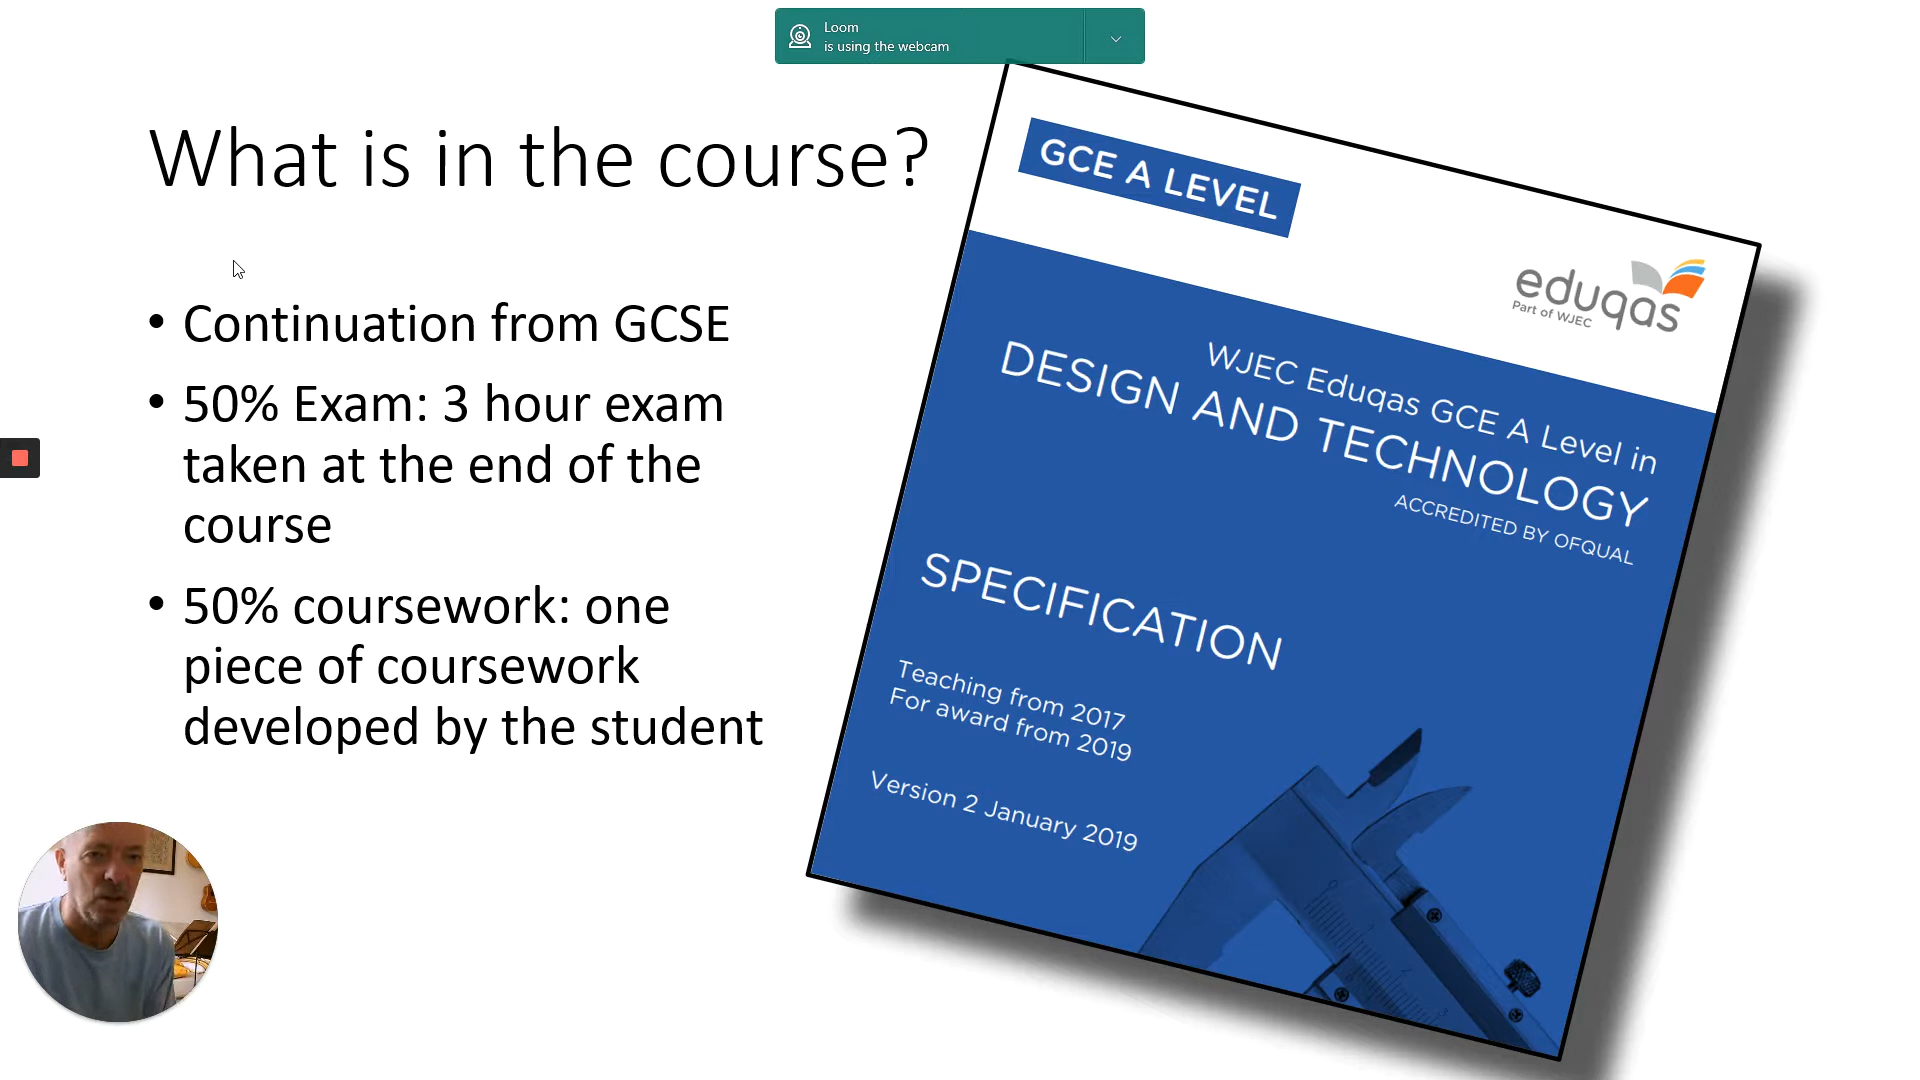 Loom
is using the webcam
What is in the course?
• Continuation from GCSE
• 50% Exam: 3 hour exam
taken at the end of the
course
• 50% coursework: one
piece of coursework
developed by the student
GCE A LEVEL
eduqas
Part of WJEC
WJEC Eduqas GCE A Level in
DESIGN AND TECHNOLOGY
ACCREDITED BY OFQUAL
SPECIFICATION
Teaching from 2017
For award from 2019
Version 2 January 2019